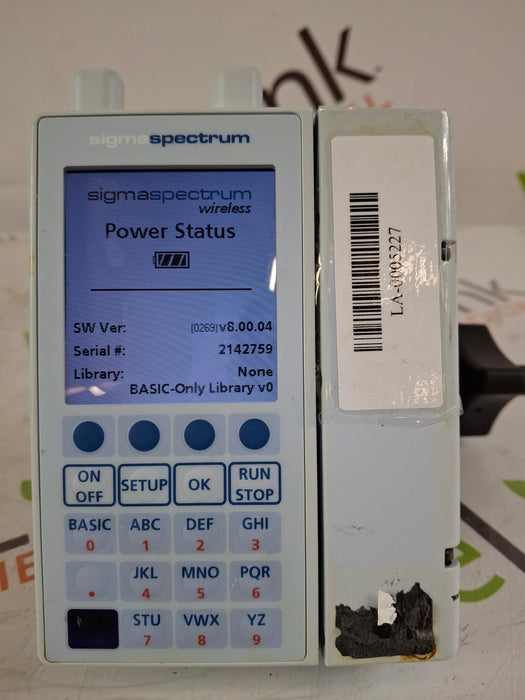 sigmaspectrum
sigmaspectrum
wireless
Power Status
SW Ver: (0269)v8.00.04
Serial #: 2142759
Library: None
BASIC-Only Library v0
ON
OFF
SETUP
OK
RUN
STOP
BASIC
0
ABC
1
DEF
2
GHI
3
.
JKL
4
MNO
5
PQR
6
STU
7
VWX
8
YZ
9
LA-0005227